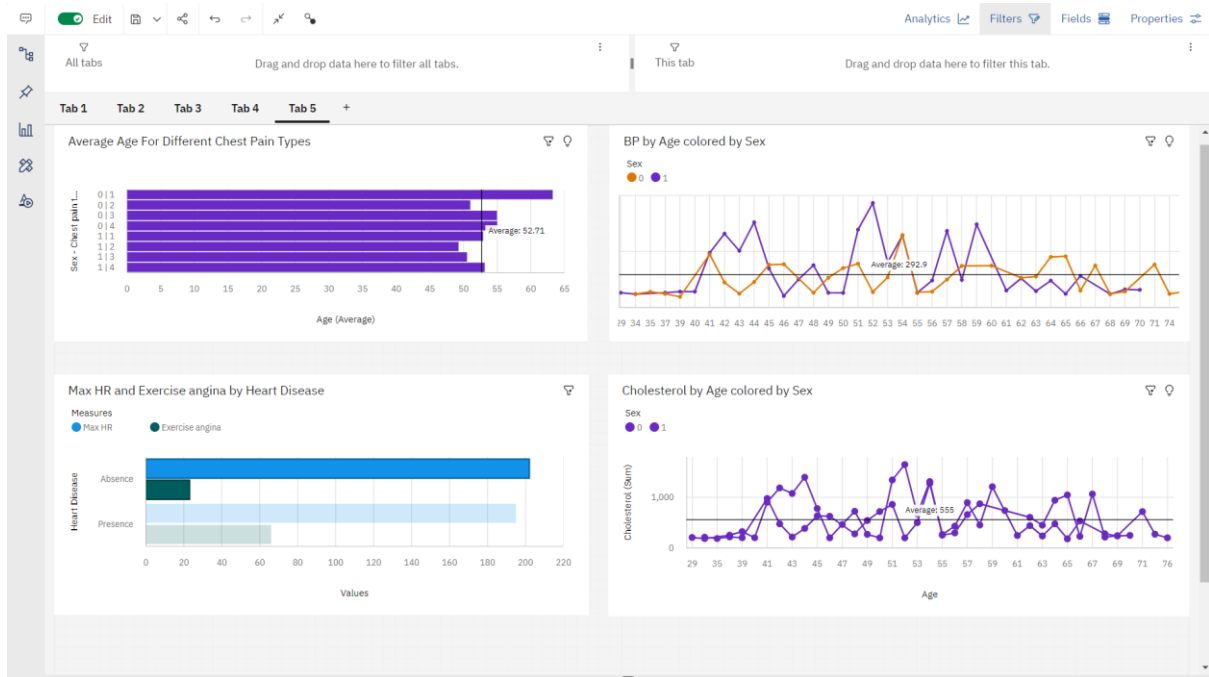 Edit
Analytics Filters Fields Properties
All tabs
Drag and drop data here to filter all tabs.
This tab
Drag and drop data here to filter this tab.
Tab 1 Tab 2 Tab 3 Tab 4 Tab 5 +
Average Age For Different Chest Pain Types
Sex - Chest pain t...
0 | 1
0 | 2
0 | 3
0 | 4
1 | 1
1 | 2
1 | 3
1 | 4
Average: 52.71
0 5 10 15 20 25 30 35 40 45 50 55 60 65
Age (Average)
BP by Age colored by Sex
Sex
0 1
Average: 292.9
29 34 35 37 39 40 41 42 43 44 45 46 47 48 49 50 51 52 53 54 55 56 57 58 59 60 61 62 63 64 65 66 67 68 69 70 71 74
Max HR and Exercise angina by Heart Disease
Measures
Max HR Exercise angina
Heart Disease
Absence
Presence
0 20 40 60 80 100 120 140 160 180 200 220
Values
Cholesterol by Age colored by Sex
Sex
0 1
Cholesterol (Sum)
1,000
Average: 555
0
29 35 39 41 43 45 47 49 51 53 55 57 59 61 63 65 67 69 71 76
Age